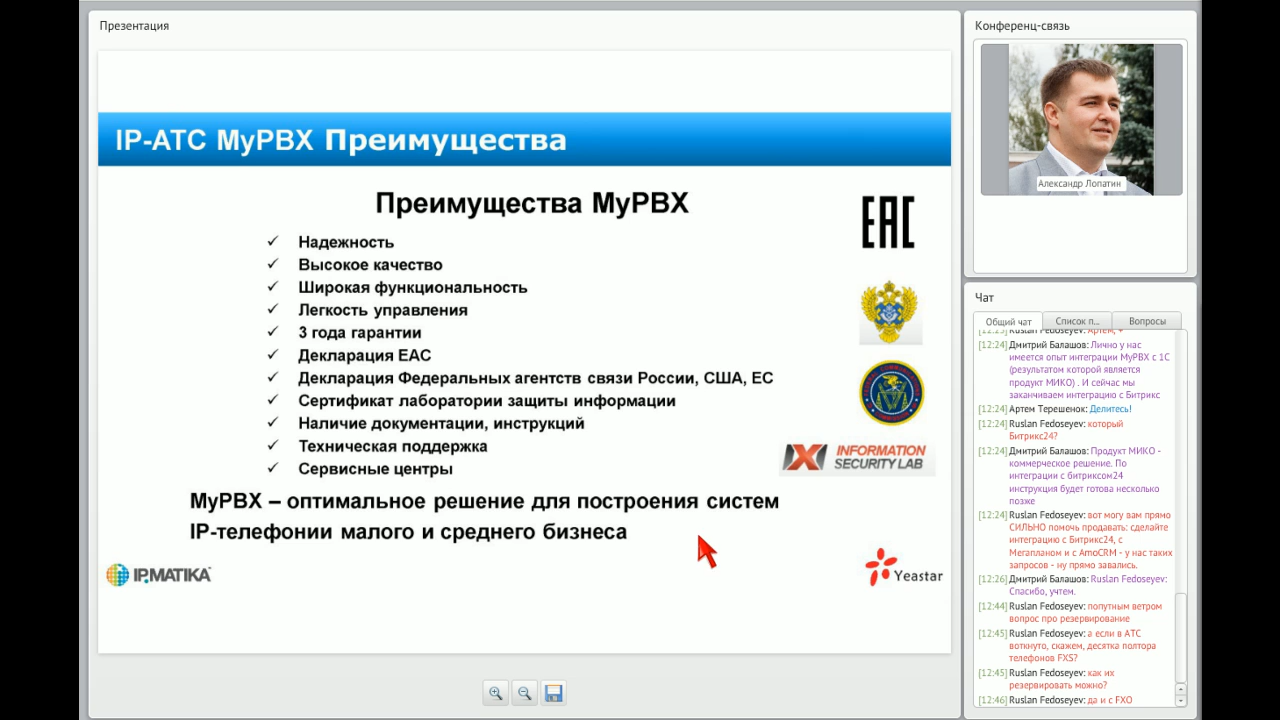 Презентация
IP-АТС MyPBX Преимущества
Преимущества MyPBX
Надежность
Высокое качество
Широкая функциональность
Легкость управления
3 года гарантии
Декларация ЕАС
Декларация Федеральных агентств связи России, США, ЕС
Сертификат лаборатории защиты информации
Наличие документации, инструкций
Техническая поддержка
Сервисные центры
MyPBX – оптимальное решение для построения систем
IP-телефонии малого и среднего бизнеса
EAC
INFORMATION
SECURITY LAB
IPMATIKA
Yeastar
Конференц-связь
Александр Лопатин
Чат
Общий чат
Список п...
Вопросы
[12:23] Ruslan Fedoseyev: Артем, +
[12:24] Дмитрий Балашов: Лично у нас
имеется опыт интеграции MyPBX с 1С
(результатом которой является
продукт МИКО) . И сейчас мы
заканчиваем интеграцию с Битрикс
[12:24] Артем Терешенок: Делитесь!
[12:24] Ruslan Fedoseyev: который
Битрикс24?
[12:24] Дмитрий Балашов: Продукт МИКО -
коммерческое решение. По
интеграции с битриксом24
инструкция будет готова несколько
позже
[12:24] Ruslan Fedoseyev: вот могу вам прямо
СИЛЬНО помочь продавать: сделайте
интеграцию с Битрикс24, с
Мегапланом и с AmoCRM - у нас таких
запросов - ну прямо завались.
[12:26] Дмитрий Балашов: Ruslan Fedoseyev:
Спасибо, учтем.
[12:44] Ruslan Fedoseyev: попутным ветром
вопрос про резервирование
[12:45] Ruslan Fedoseyev: а если в АТС
воткнуто, скажем, десятка полтора
телефонов FXS?
[12:45] Ruslan Fedoseyev: как их
резервировать можно?
[12:46] Ruslan Fedoseyev: да и с FXO